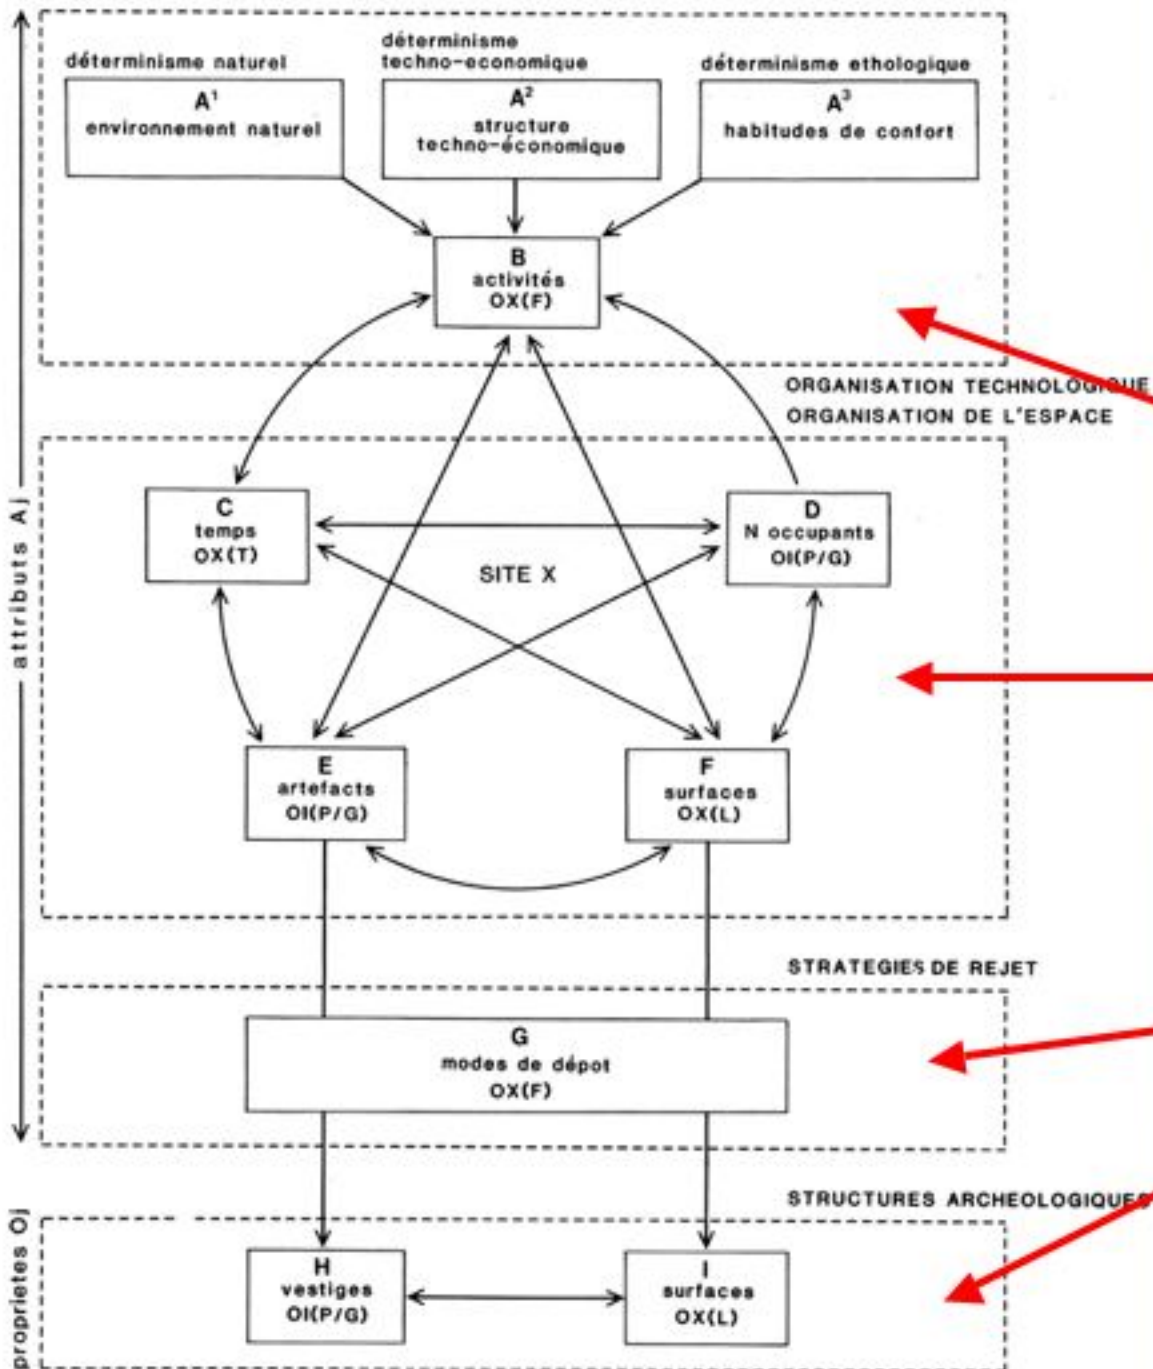 déterminisme naturel
déterminisme
techno-economique
déterminisme ethologique
A¹
environnement naturel
A²
structure
techno-économique
A³
habitudes de confort
B
activités
OX(F)
ORGANISATION TECHNOLOGIQUE
ORGANISATION DE L'ESPACE
C
temps
OX(T)
D
N occupants
OI(P/G)
SITE X
E
artefacts
OI(P/G)
F
surfaces
OX(L)
attributs Aj
STRATEGIES DE REJET
G
modes de dépot
OX(F)
STRUCTURES ARCHEOLOGIQUES
H
vestiges
OI(P/G)
I
surfaces
OX(L)
proprietes Oj